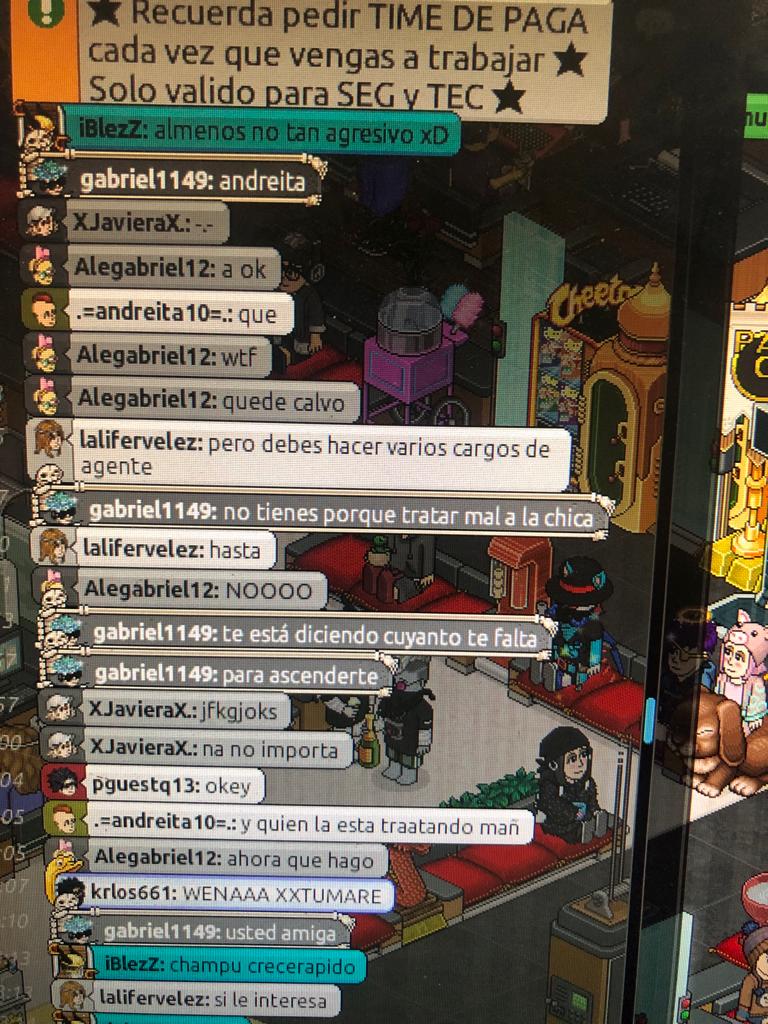 ★ Recuerda pedir TIME DE PAGA
cada vez que vengas a trabajar ★
Solo valido para SEG y TEC ★
iBlezZ: almenos no tan agresivo xD
gabriel1149: andreita
XJavieraX.: -.-
Alegabriel12: a ok
.=andreita10=.: que
Alegabriel12: wtf
Alegabriel12: quede calvo
lalifervelez: pero debes hacer varios cargos de
agente
gabriel1149: no tienes porque tratar mal a la chica
lalifervelez: hasta
Alegabriel12: NOOOO
gabriel1149: te está diciendo cuyanto te falta
gabriel1149: para ascenderte
XJavieraX.: jfkgjoks
XJavieraX.: na no importa
pguestq13: okey
.=andreita10=.: y quien la esta traatando mañ
Alegabriel12: ahora que hago
krlos661: WENAAA XXTUMARE
gabriel1149: usted amiga
iBlezZ: champu crecerapido
lalifervelez: si le interesa
Cheetos